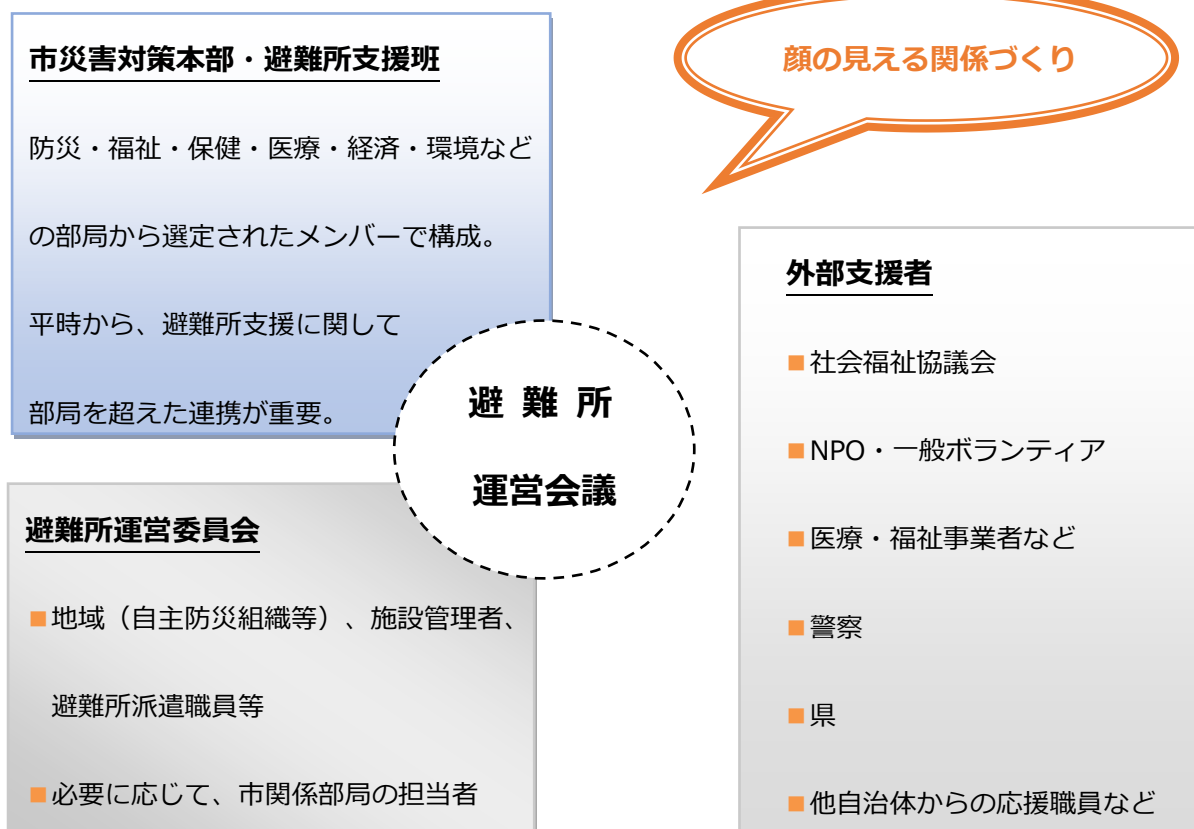 市災害対策本部・避難所支援班
防災・福祉・保健・医療・経済・環境など
の部局から選定されたメンバーで構成。
平時から、避難所支援に関して
部局を超えた連携が重要。
顔の見える関係づくり
避難所
運営会議
避難所運営委員会
■地域（自主防災組織等）、施設管理者、
避難所派遣職員等
■必要に応じて、市関係部局の担当者
外部支援者
■社会福祉協議会
■NPO・一般ボランティア
■医療・福祉事業者など
■警察
■県
■他自治体からの応援職員など